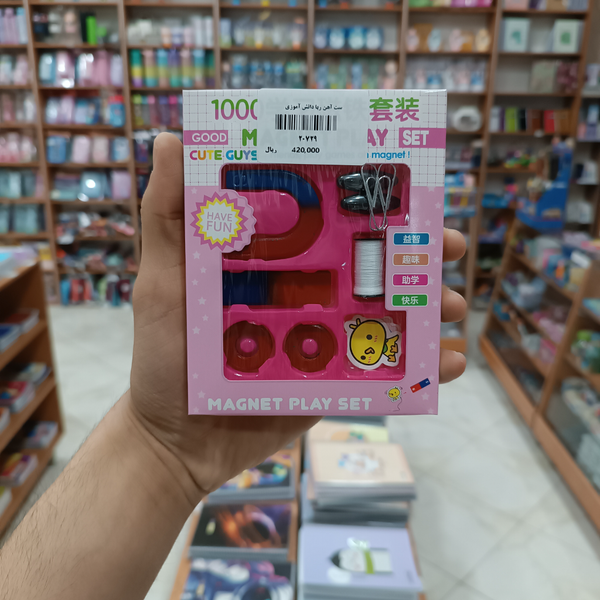 1000 套装
ست آهن ربا دانش آموزی
۲۰۷۲۹
420,000 ریال
GOOD M AY SET
CUTE GUYS magnet !
HAVE
FUN
益智
趣味
助学
快乐
MAGNET PLAY SET